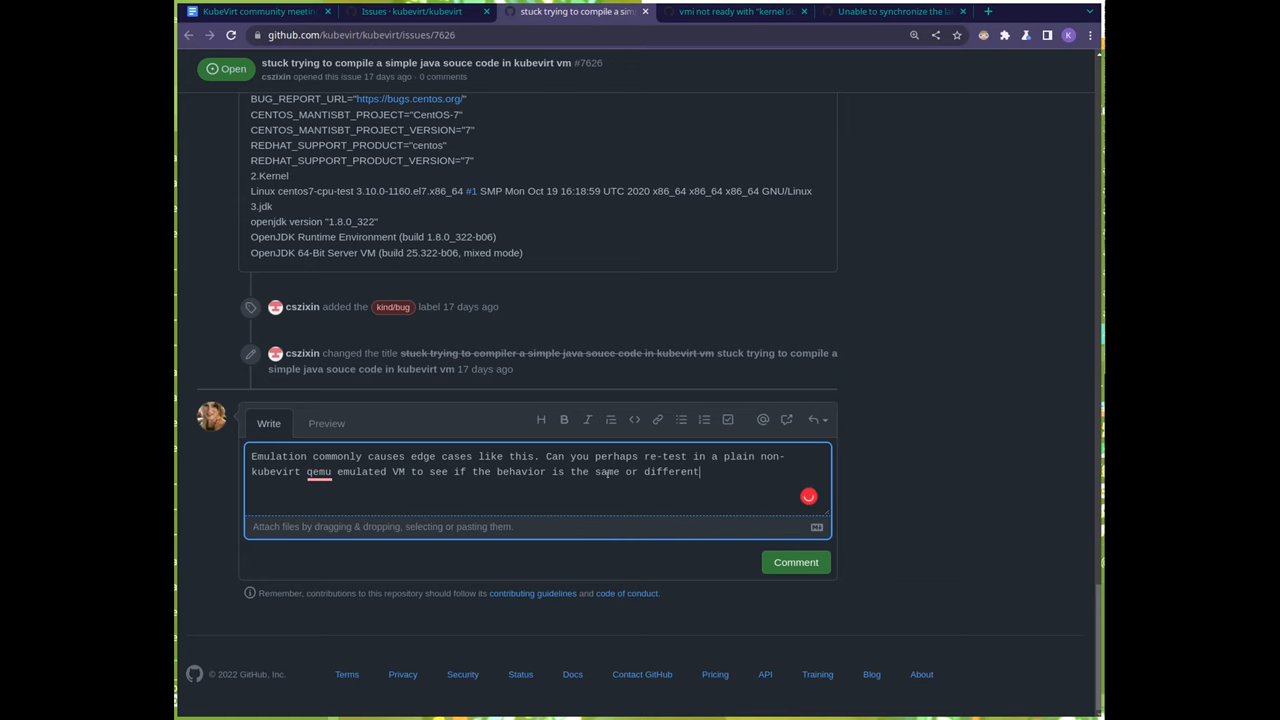 KubeVirt community meetin
Issues · kubevirt/kubevirt
stuck trying to compile a sim
vmi not ready with "kernel do
Unable to synchronize the la
github.com/kubevirt/kubevirt/issues/7626
K
Open
stuck trying to compile a simple java souce code in kubevirt vm #7626
cszixin opened this issue 17 days ago · 0 comments
BUG_REPORT_URL="https://bugs.centos.org/"
CENTOS_MANTISBT_PROJECT="CentOS-7"
CENTOS_MANTISBT_PROJECT_VERSION="7"
REDHAT_SUPPORT_PRODUCT="centos"
REDHAT_SUPPORT_PRODUCT_VERSION="7"
2.Kernel
Linux centos7-cpu-test 3.10.0-1160.el7.x86_64 #1 SMP Mon Oct 19 16:18:59 UTC 2020 x86_64 x86_64 x86_64 GNU/Linux
3.jdk
openjdk version "1.8.0_322"
OpenJDK Runtime Environment (build 1.8.0_322-b06)
OpenJDK 64-Bit Server VM (build 25.322-b06, mixed mode)
cszixin added the kind/bug label 17 days ago
cszixin changed the title stuck trying to compiler a simple java souce code in kubevirt vm stuck trying to compile a
simple java souce code in kubevirt vm 17 days ago
Write
Preview
Emulation commonly causes edge cases like this. Can you perhaps re-test in a plain non-
kubevirt qemu emulated VM to see if the behavior is the same or different
Attach files by dragging & dropping, selecting or pasting them.
Comment
Remember, contributions to this repository should follow its contributing guidelines and code of conduct.
© 2022 GitHub, Inc.
Terms
Privacy
Security
Status
Docs
Contact GitHub
Pricing
API
Training
Blog
About